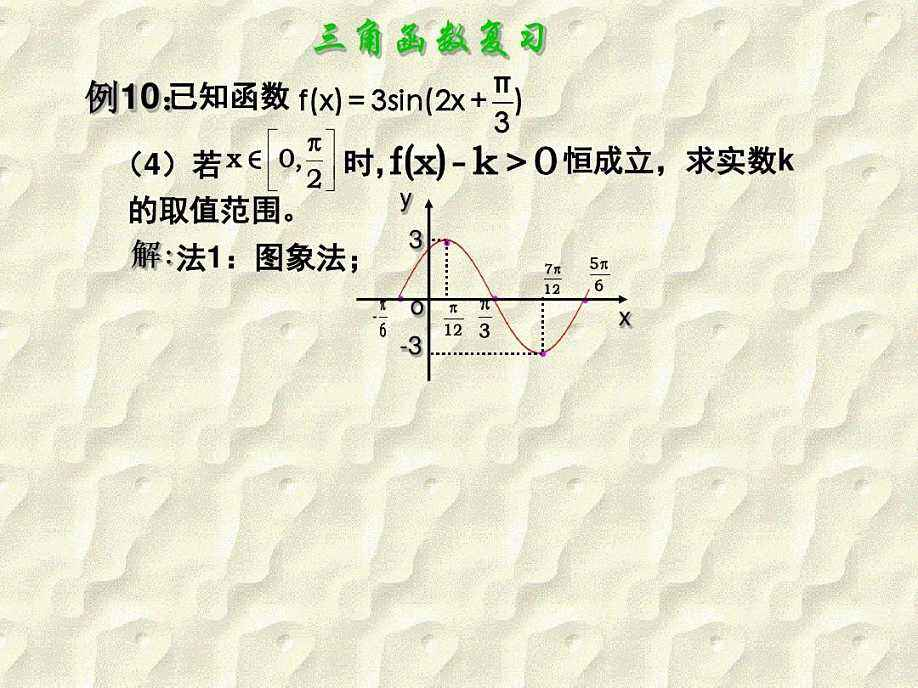 三角函数复习
例10:已知函数 f(x)=3sin(2x+π/3)
（4）若 x∈[0,π/2] 时,f(x)-k>0恒成立，求实数k
的取值范围。
解:法1：图象法；
y
3
7π/12
5π/6
-π/6
o
π/12
π/3
x
-3